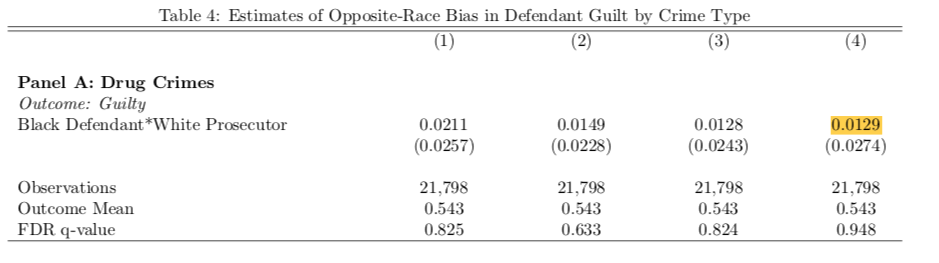 Table 4: Estimates of Opposite-Race Bias in Defendant Guilt by Crime Type
(1) (2) (3) (4)
Panel A: Drug Crimes
Outcome: Guilty
Black Defendant*White Prosecutor 0.0211 0.0149 0.0128 0.0129
(0.0257) (0.0228) (0.0243) (0.0274)
Observations 21,798 21,798 21,798 21,798
Outcome Mean 0.543 0.543 0.543 0.543
FDR q-value 0.825 0.633 0.824 0.948